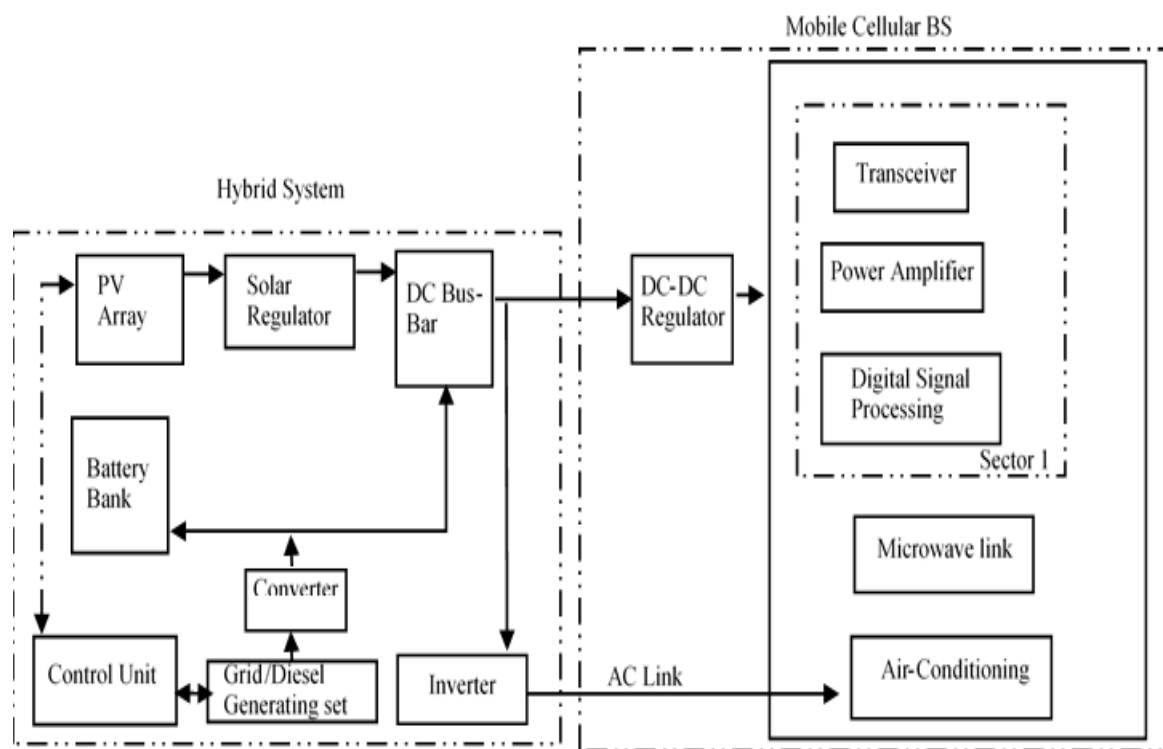 Mobile Cellular BS
Hybrid System
PV
Array
Solar
Regulator
DC Bus-
Bar
DC-DC
Regulator
Transceiver
Power Amplifier
Digital Signal
Processing
Sector 1
Battery
Bank
Converter
Microwave link
Control Unit
Grid/Diesel
Generating set
Inverter
AC Link
Air-Conditioning